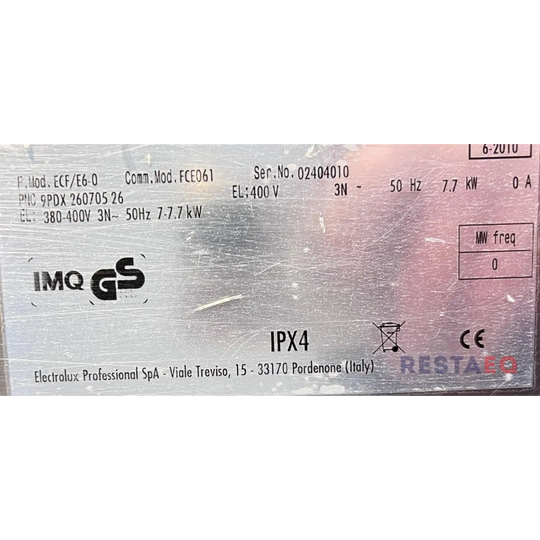 6-2010
F.Mod. ECF/E6-0 Comm.Mod. FCE061 Ser.No. 02404010
PNC 9PDX 260705 26 EL: 400 V 3N ~ 50 Hz 7.7 kW 0 A
EL: 380-400V 3N~ 50Hz 7-7.7 kW
MW freq
0
IMQ GS
IPX4
CE
RESTAEQ
Electrolux Professional SpA - Viale Treviso, 15 - 33170 Pordenone (Italy)